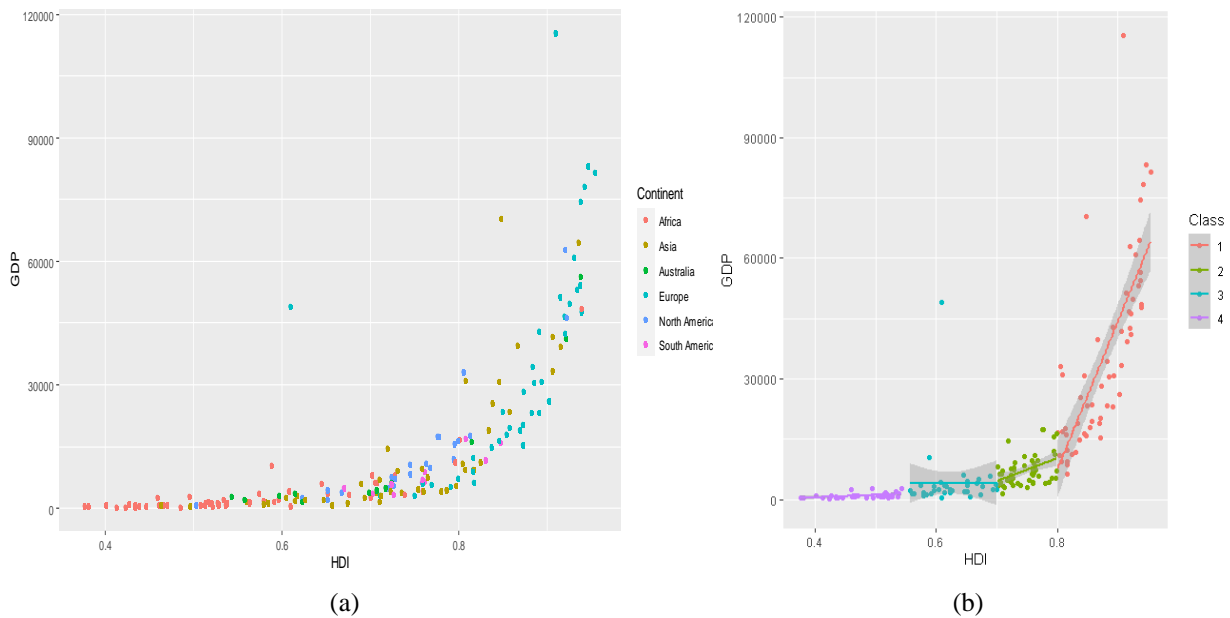 120000
90000
60000
30000
0
GDP
0.4
0.6
0.8
HDI
Continent
Africa
Asia
Australia
Europe
North America
South Americ
(a)
120000
90000
60000
30000
0
GDP
0.4
0.6
0.8
HDI
Class
1
2
3
4
(b)